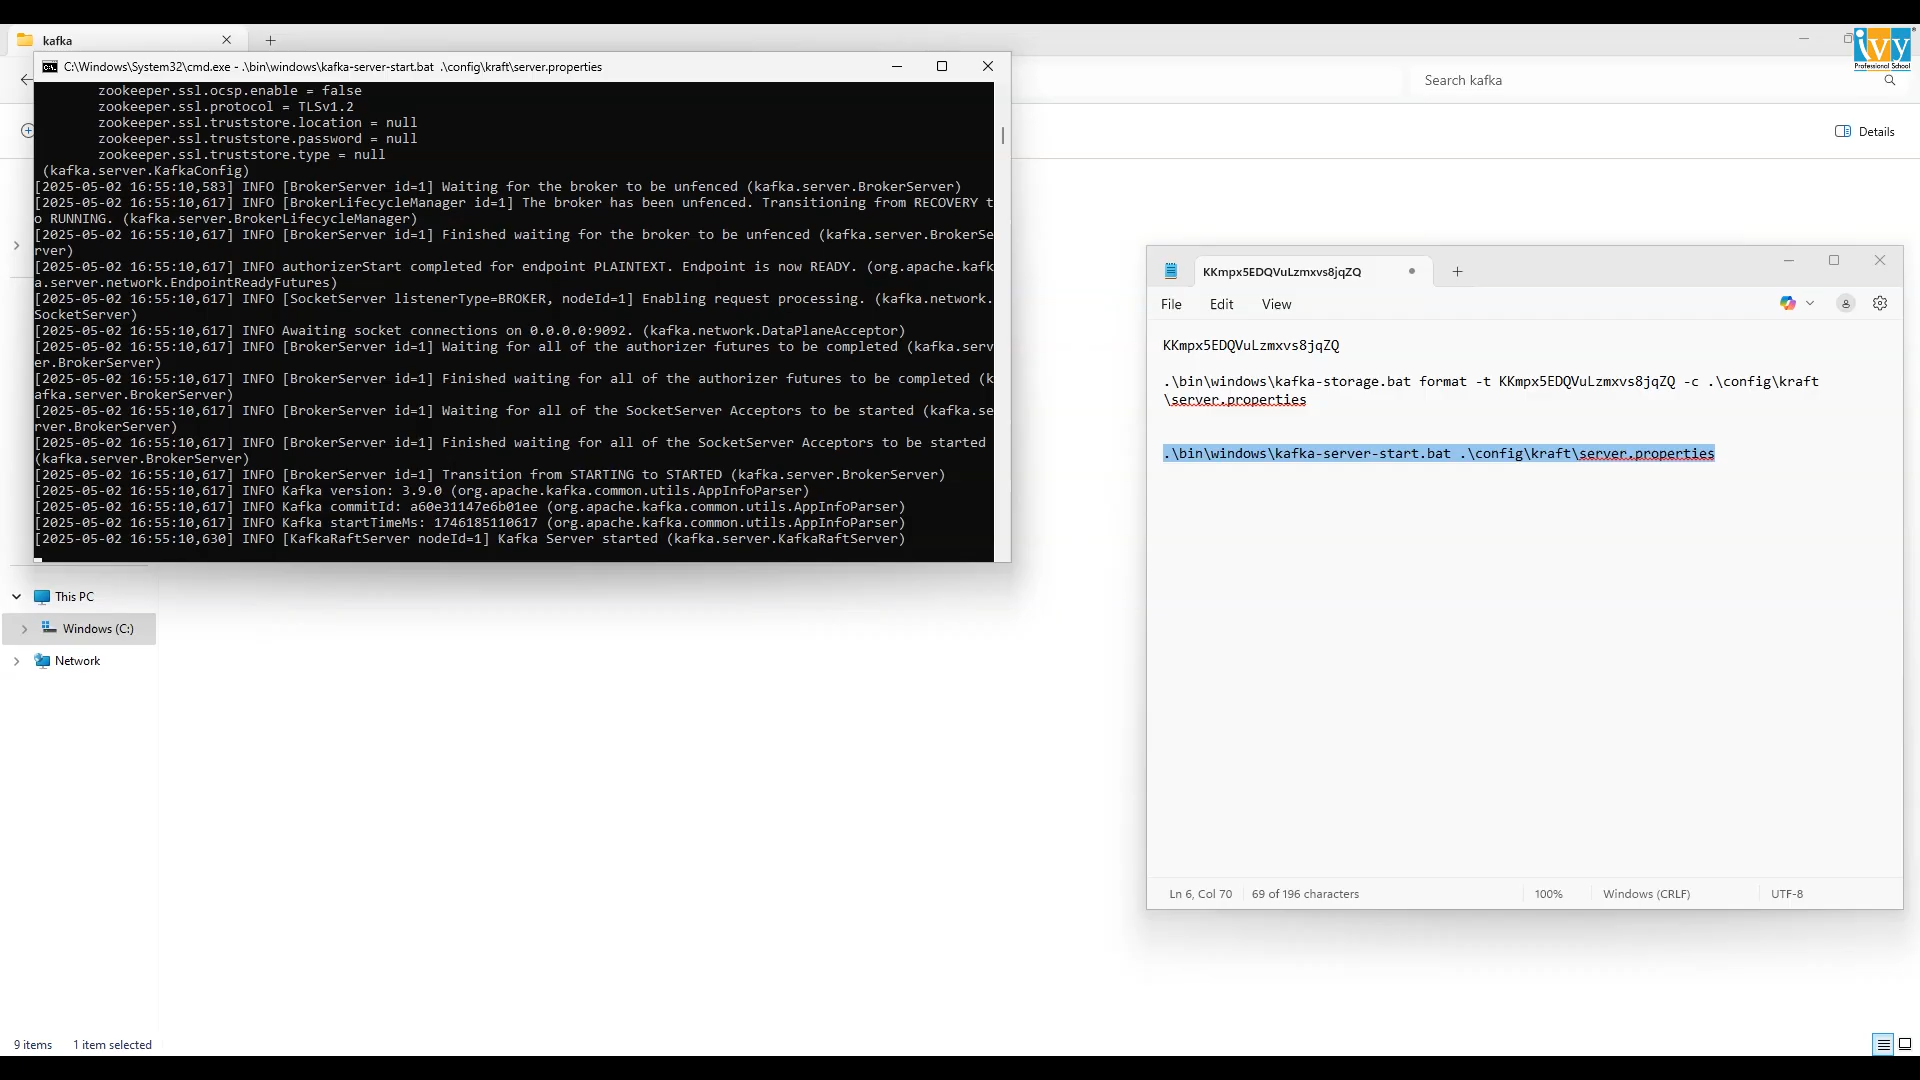 kafka
ivy
Professional School
C:\Windows\System32\cmd.exe - .\bin\windows\kafka-server-start.bat .\config\kraft\server.properties
Search kafka
Details
zookeeper.ssl.ocsp.enable = false
zookeeper.ssl.protocol = TLSv1.2
zookeeper.ssl.truststore.location = null
zookeeper.ssl.truststore.password = null
zookeeper.ssl.truststore.type = null
(kafka.server.KafkaConfig)
[2025-05-02 16:55:10,583] INFO [BrokerServer id=1] Waiting for the broker to be unfenced (kafka.server.BrokerServer)
[2025-05-02 16:55:10,617] INFO [BrokerLifecycleManager id=1] The broker has been unfenced. Transitioning from RECOVERY t
o RUNNING. (kafka.server.BrokerLifecycleManager)
[2025-05-02 16:55:10,617] INFO [BrokerServer id=1] Finished waiting for the broker to be unfenced (kafka.server.BrokerSe
rver)
[2025-05-02 16:55:10,617] INFO authorizerStart completed for endpoint PLAINTEXT. Endpoint is now READY. (org.apache.kafk
a.server.network.EndpointReadyFutures)
[2025-05-02 16:55:10,617] INFO [SocketServer listenerType=BROKER, nodeId=1] Enabling request processing. (kafka.network.
SocketServer)
[2025-05-02 16:55:10,617] INFO Awaiting socket connections on 0.0.0.0:9092. (kafka.network.DataPlaneAcceptor)
[2025-05-02 16:55:10,617] INFO [BrokerServer id=1] Waiting for all of the authorizer futures to be completed (kafka.serv
er.BrokerServer)
[2025-05-02 16:55:10,617] INFO [BrokerServer id=1] Finished waiting for all of the authorizer futures to be completed (k
afka.server.BrokerServer)
[2025-05-02 16:55:10,617] INFO [BrokerServer id=1] Waiting for all of the SocketServer Acceptors to be started (kafka.se
rver.BrokerServer)
[2025-05-02 16:55:10,617] INFO [BrokerServer id=1] Finished waiting for all of the SocketServer Acceptors to be started
(kafka.server.BrokerServer)
[2025-05-02 16:55:10,617] INFO [BrokerServer id=1] Transition from STARTING to STARTED (kafka.server.BrokerServer)
[2025-05-02 16:55:10,617] INFO Kafka version: 3.9.0 (org.apache.kafka.common.utils.AppInfoParser)
[2025-05-02 16:55:10,617] INFO Kafka commitId: a60e31147e6b01ee (org.apache.kafka.common.utils.AppInfoParser)
[2025-05-02 16:55:10,617] INFO Kafka startTimeMs: 1746185110617 (org.apache.kafka.common.utils.AppInfoParser)
[2025-05-02 16:55:10,630] INFO [KafkaRaftServer nodeId=1] Kafka Server started (kafka.server.KafkaRaftServer)
KKmpx5EDQVuLzmxvs8jqZQ
File Edit View
KKmpx5EDQVuLzmxvs8jqZQ
.\bin\windows\kafka-storage.bat format -t KKmpx5EDQVuLzmxvs8jqZQ -c .\config\kraft
\server.properties
.\bin\windows\kafka-server-start.bat .\config\kraft\server.properties
Ln 6, Col 70 69 of 196 characters 100% Windows (CRLF) UTF-8
This PC
Windows (C:)
Network
9 items 1 item selected